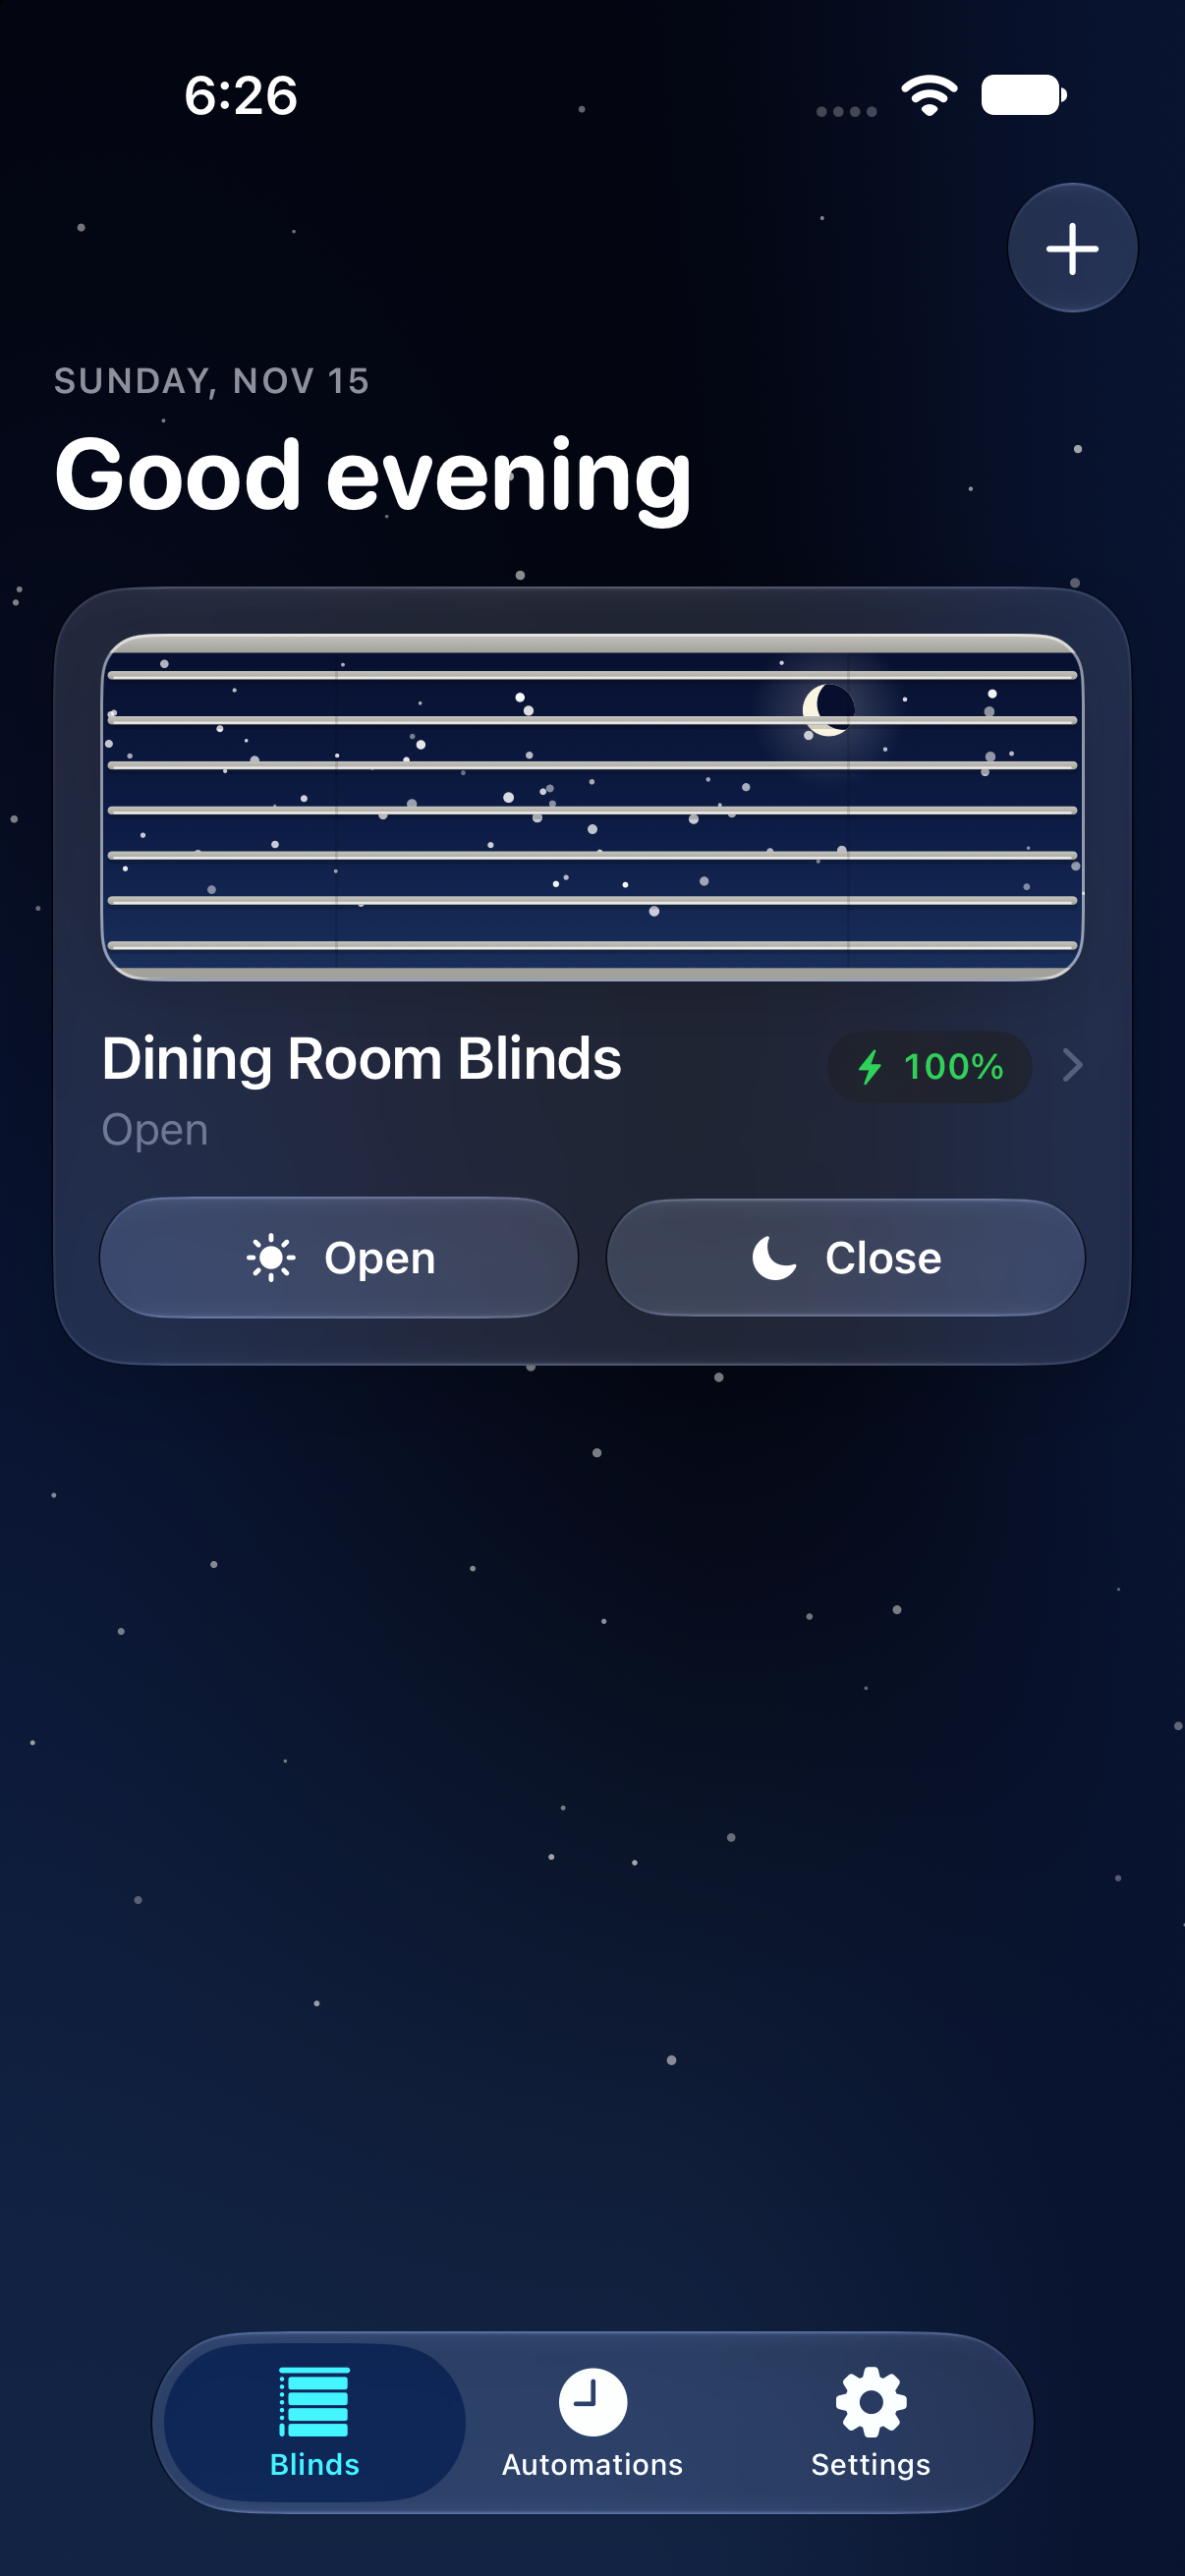 6:26
SUNDAY, NOV 15
Good evening
Dining Room Blinds
100%
Open
Open
Close
Blinds
Automations
Settings